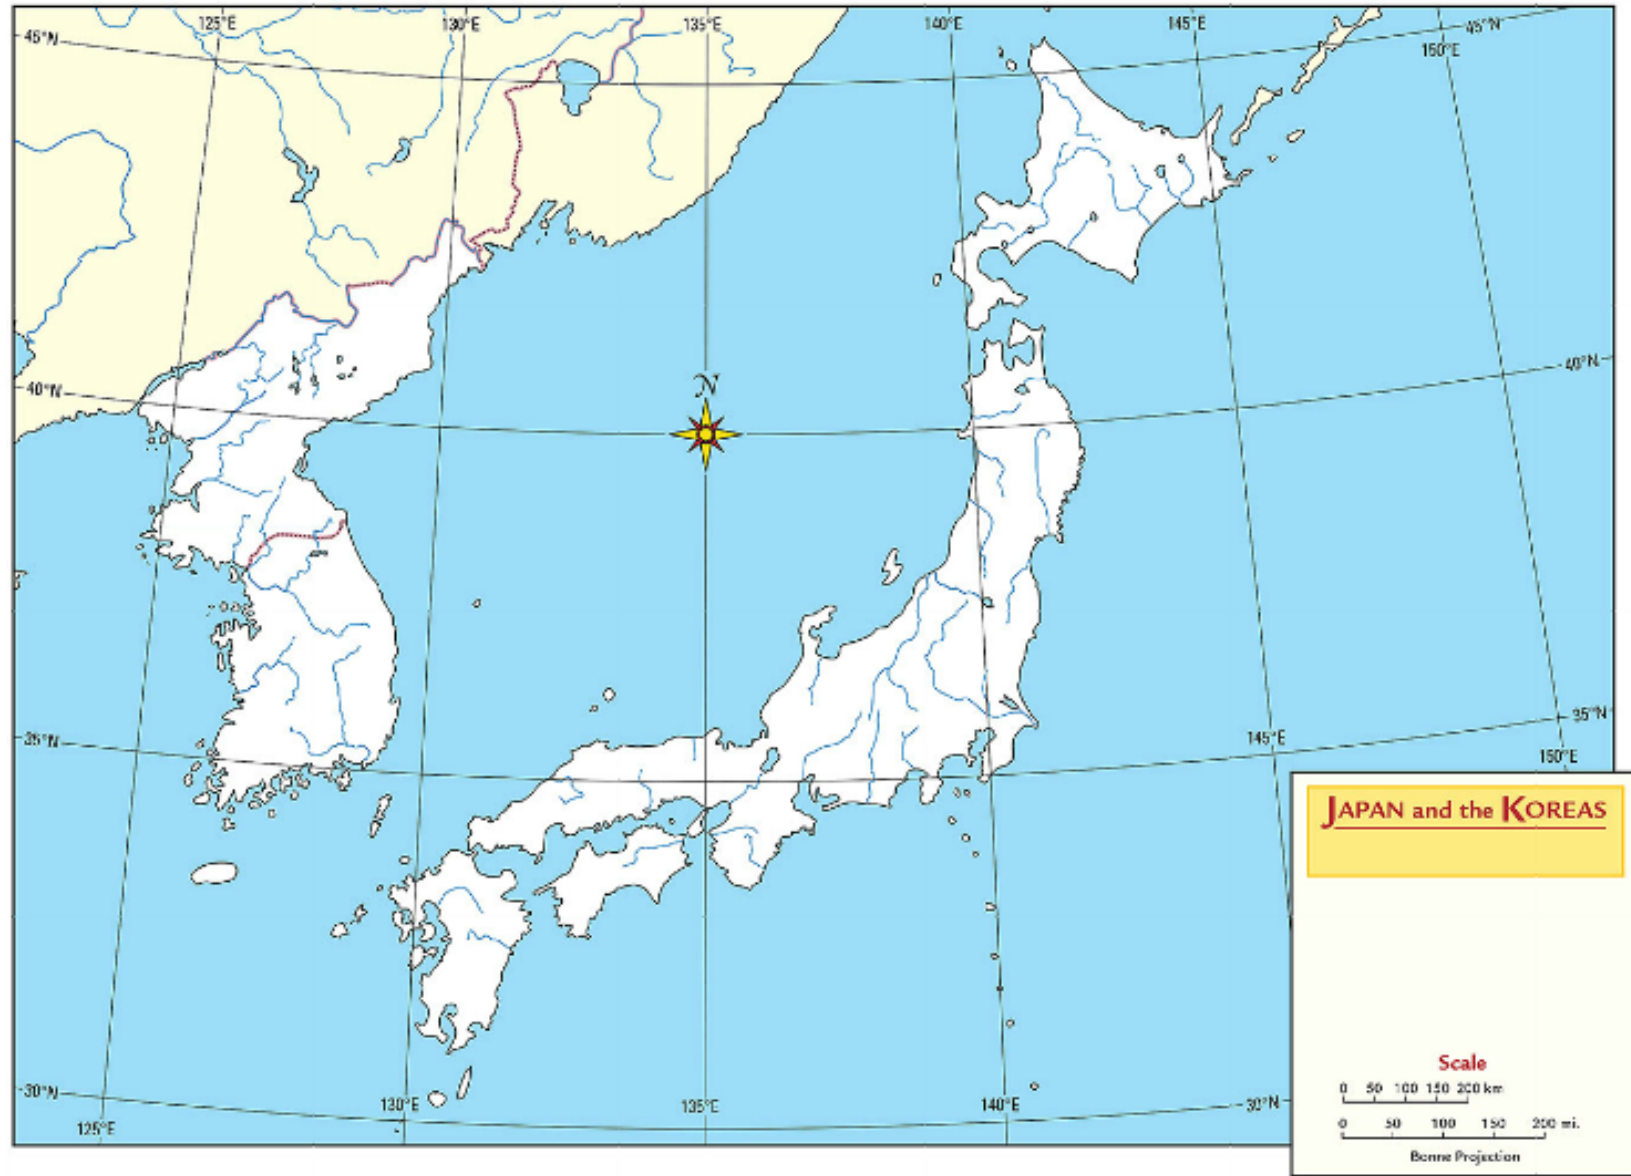 125°E 130°E 135°E 140°E 145°E
45°N 150°E 45°N
N
40°N 40°N
35°N 145°E 35°N
150°E
JAPAN and the KOREAS
Scale
0 50 100 150 200 km
0 50 100 150 200 mi.
Bonne Projection
30°N 130°E 135°E 140°E 30°N
125°E